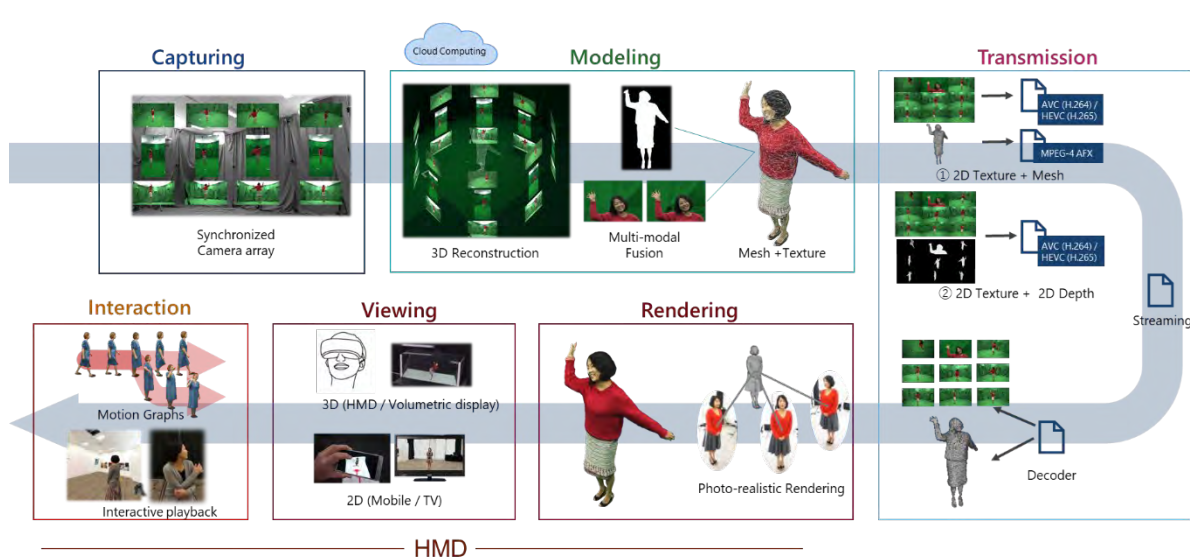 Capturing
Synchronized
Camera array
Cloud Computing
Modeling
3D Reconstruction
Multi-modal
Fusion
Mesh +Texture
Transmission
AVC (H.264) /
HEVC (H.265)
MPEG-4 AFX
① 2D Texture + Mesh
AVC (H.264) /
HEVC (H.265)
② 2D Texture + 2D Depth
Streaming
Decoder
Rendering
Photo-realistic Rendering
Viewing
3D (HMD / Volumetric display)
2D (Mobile / TV)
Interaction
Motion Graphs
Interactive playback
HMD